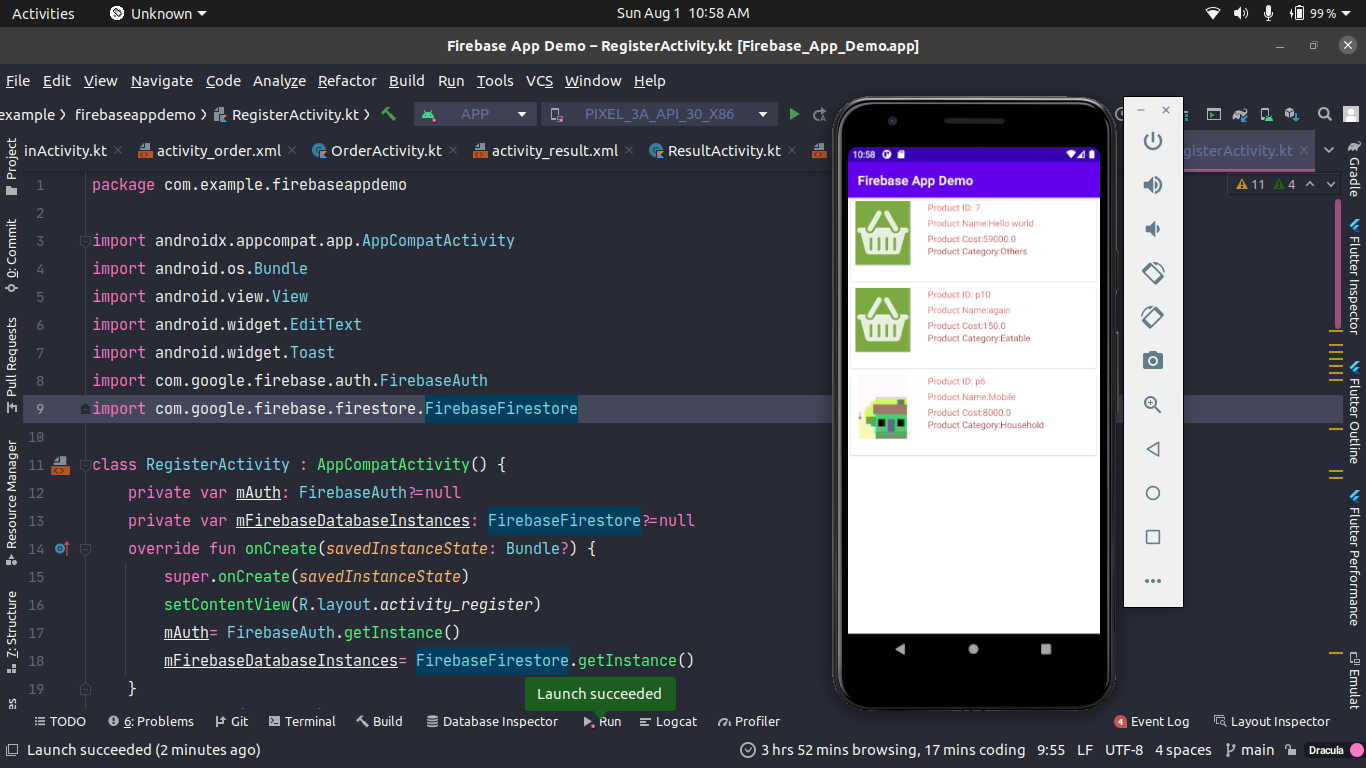 Activities Unknown Sun Aug 1 10:58 AM 99 %
Firebase App Demo – RegisterActivity.kt [Firebase_App_Demo.app]
File Edit View Navigate Code Analyze Refactor Build Run Tools VCS Window Help
example firebaseappdemo RegisterActivity.kt APP PIXEL_3A_API_30_X86
inActivity.kt activity_order.xml OrderActivity.kt activity_result.xml ResultActivity.kt gisterActivity.kt
11 4
1 package com.example.firebaseappdemo
2
3 import androidx.appcompat.app.AppCompatActivity
4 import android.os.Bundle
5 import android.view.View
6 import android.widget.EditText
7 import android.widget.Toast
8 import com.google.firebase.auth.FirebaseAuth
9 import com.google.firebase.firestore.FirebaseFirestore
10
11 class RegisterActivity : AppCompatActivity() {
12 private var mAuth: FirebaseAuth?=null
13 private var mFirebaseDatabaseInstances: FirebaseFirestore?=null
14 override fun onCreate(savedInstanceState: Bundle?) {
15 super.onCreate(savedInstanceState)
16 setContentView(R.layout.activity_register)
17 mAuth= FirebaseAuth.getInstance()
18 mFirebaseDatabaseInstances= FirebaseFirestore.getInstance()
19 }
Project
0: Commit
Pull Requests
Resource Manager
7: Structure
es
10:58
Firebase App Demo
Product ID: 7
Product Name:Hello world
Product Cost:59000.0
Product Category:Others
Product ID: p10
Product Name:again
Product Cost:150.0
Product Category:Eatable
Product ID: p6
Product Name:Mobile
Product Cost:8000.0
Product Category:Household
Gradle
Flutter Inspector
Flutter Outline
Flutter Performance
Emulat
Launch succeeded
TODO 6: Problems Git Terminal Build Database Inspector Run Logcat Profiler 4 Event Log Layout Inspector
Launch succeeded (2 minutes ago) 3 hrs 52 mins browsing, 17 mins coding 9:55 LF UTF-8 4 spaces main Dracula